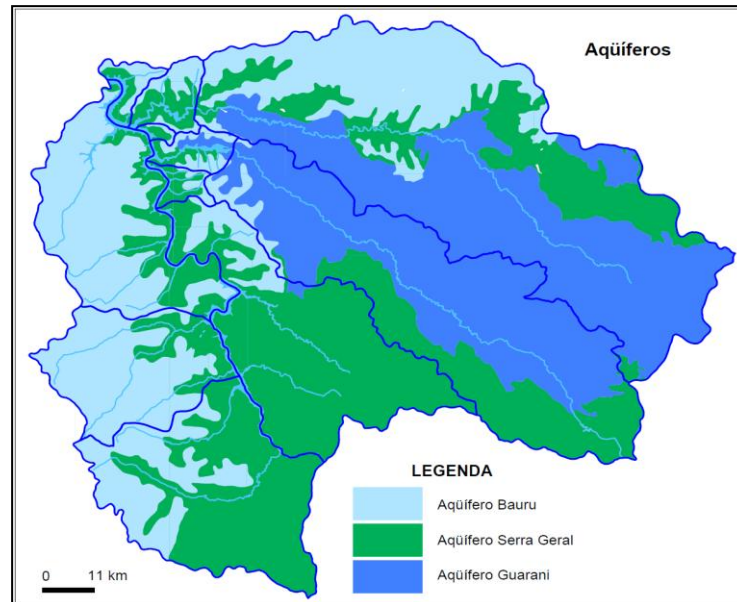 Aqüíferos
LEGENDA
Aqüífero Bauru
Aqüífero Serra Geral
Aqüífero Guarani
0 11 km